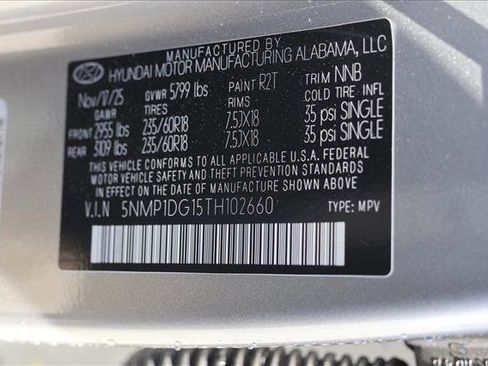 MANUFACTURED BY
HYUNDAI MOTOR MANUFACTURING ALABAMA, LLC
Nov/17/25 GVWR 5799 lbs PAINT R2T TRIM NNB
GAWR TIRES RIMS COLD TIRE INFL
FRONT 2955 lbs 235/60R18 7.5JX18 35 psi SINGLE
REAR 3109 lbs 235/60R18 7.5JX18 35 psi SINGLE
THIS VEHICLE CONFORMS TO ALL APPLICABLE U.S.A. FEDERAL
MOTOR VEHICLE SAFETY AND THEFT PREVENTION STANDARDS
IN EFFECT ON THE DATE OF MANUFACTURE SHOWN ABOVE.
V.I.N 5NMP1DG15TH102660 TYPE: MPV